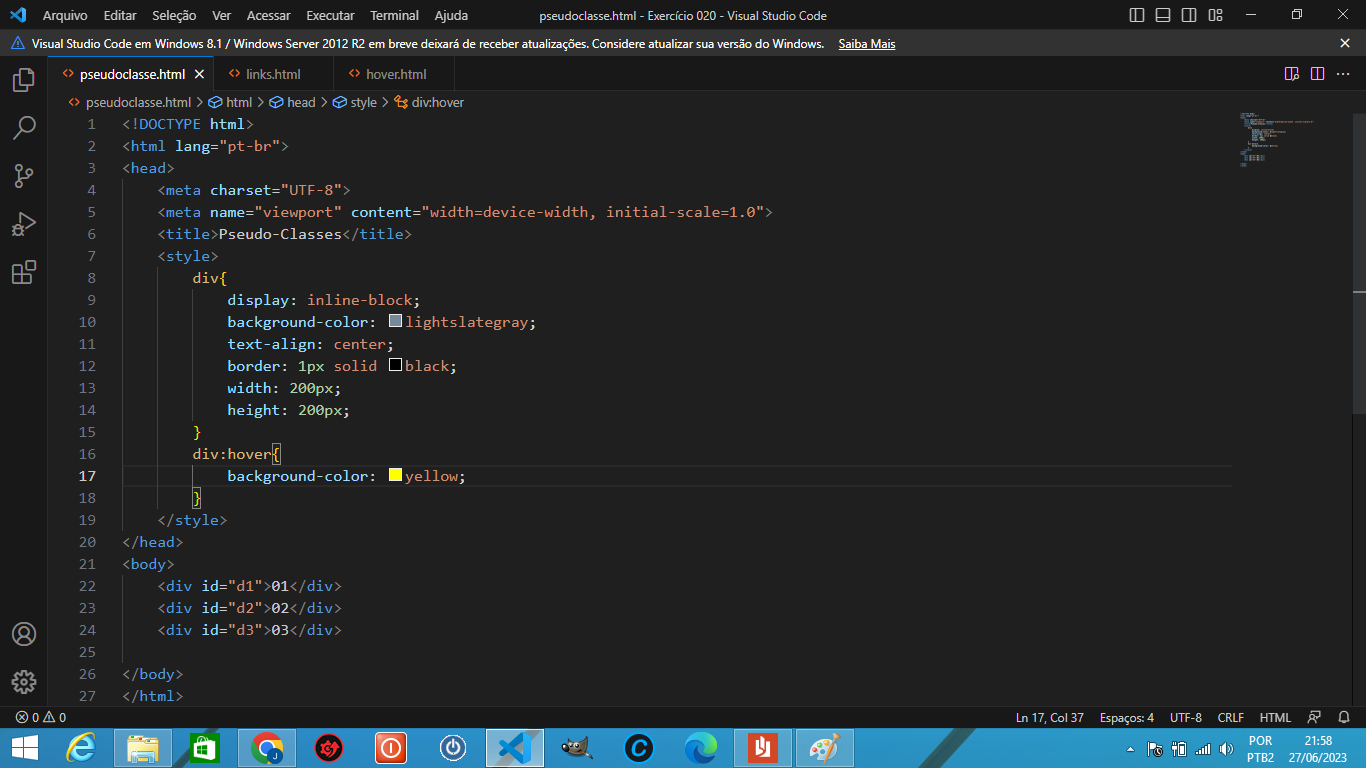 Arquivo Editar Seleção Ver Acessar Executar Terminal Ajuda pseudoclasse.html - Exercício 020 - Visual Studio Code
Visual Studio Code em Windows 8.1 / Windows Server 2012 R2 em breve deixará de receber atualizações. Considere atualizar sua versão do Windows. Saiba Mais
pseudoclasse.html links.html hover.html
pseudoclasse.html > html > head > style > div:hover
1 <!DOCTYPE html>
2 <html lang="pt-br">
3 <head>
4 <meta charset="UTF-8">
5 <meta name="viewport" content="width=device-width, initial-scale=1.0">
6 <title>Pseudo-Classes</title>
7 <style>
8 div{
9 display: inline-block;
10 background-color: lightslategray;
11 text-align: center;
12 border: 1px solid black;
13 width: 200px;
14 height: 200px;
15 }
16 div:hover{
17 background-color: yellow;
18 }
19 </style>
20 </head>
21 <body>
22 <div id="d1">01</div>
23 <div id="d2">02</div>
24 <div id="d3">03</div>
25
26 </body>
27 </html>
0 0 Ln 17, Col 37 Espaços: 4 UTF-8 CRLF HTML
POR 21:58
PTB2 27/06/2023